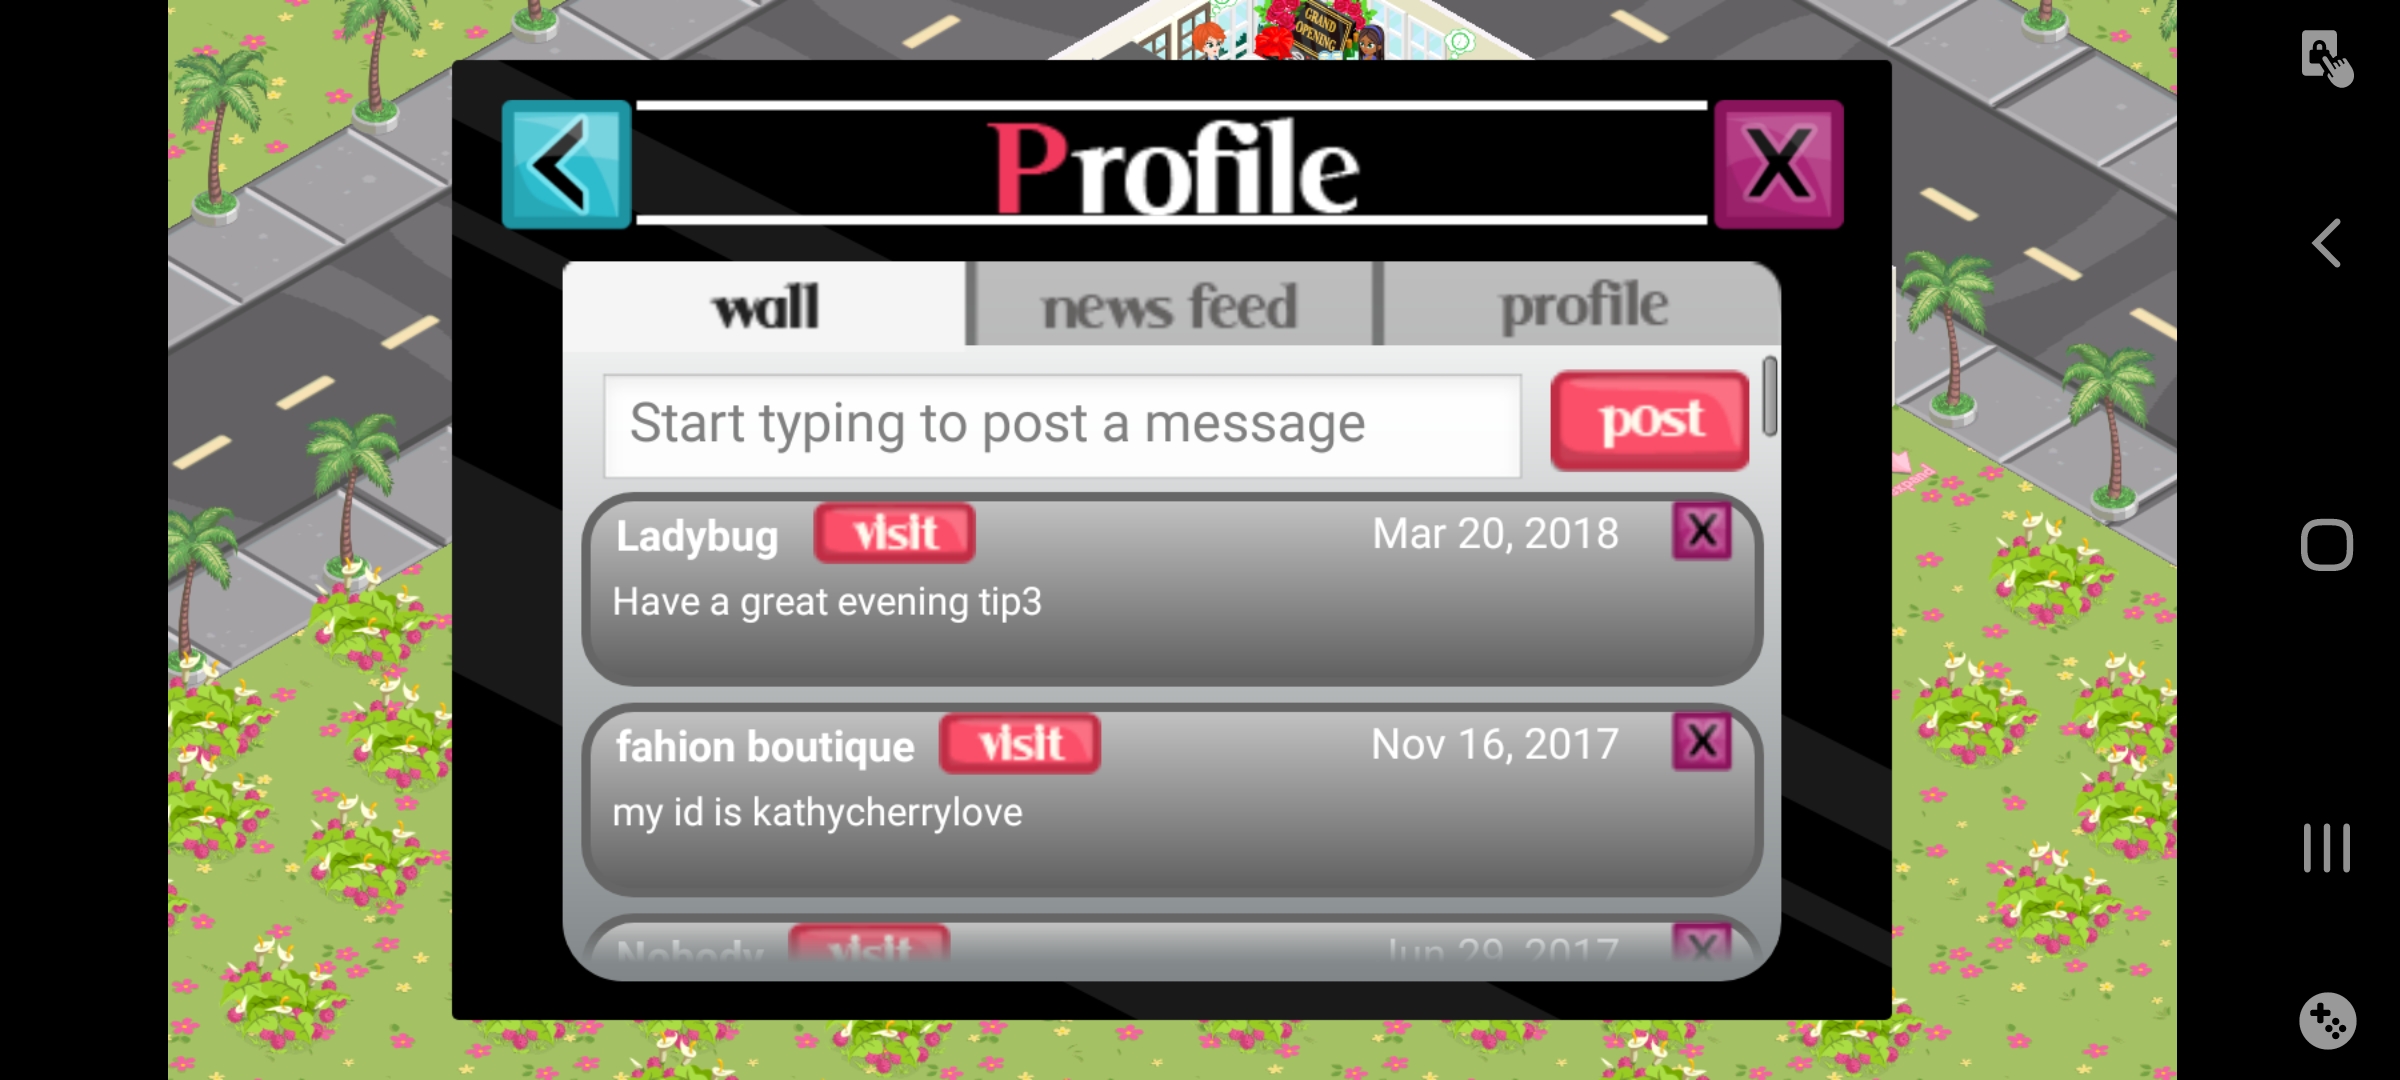 GRAND
OPENING
Profile
X
wall
news feed
profile
Start typing to post a message
post
Ladybug
visit
Mar 20, 2018
X
Have a great evening tip3
fahion boutique
visit
Nov 16, 2017
X
my id is kathycherrylove
Nobody
visit
Jun 29, 2017
X
expand